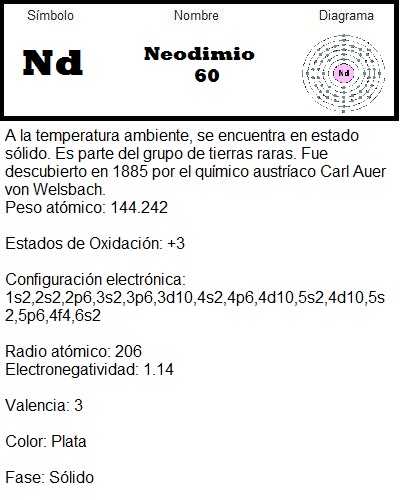 Símbolo Nombre Diagrama
Nd Neodimio Nd
60
A la temperatura ambiente, se encuentra en estado
sólido. Es parte del grupo de tierras raras. Fue
descubierto en 1885 por el químico austríaco Carl Auer
von Welsbach.
Peso atómico: 144.242
Estados de Oxidación: +3
Configuración electrónica:
1s2,2s2,2p6,3s2,3p6,3d10,4s2,4p6,4d10,5s2,4d10,5s
2,5p6,4f4,6s2
Radio atómico: 206
Electronegatividad: 1.14
Valencia: 3
Color: Plata
Fase: Sólido